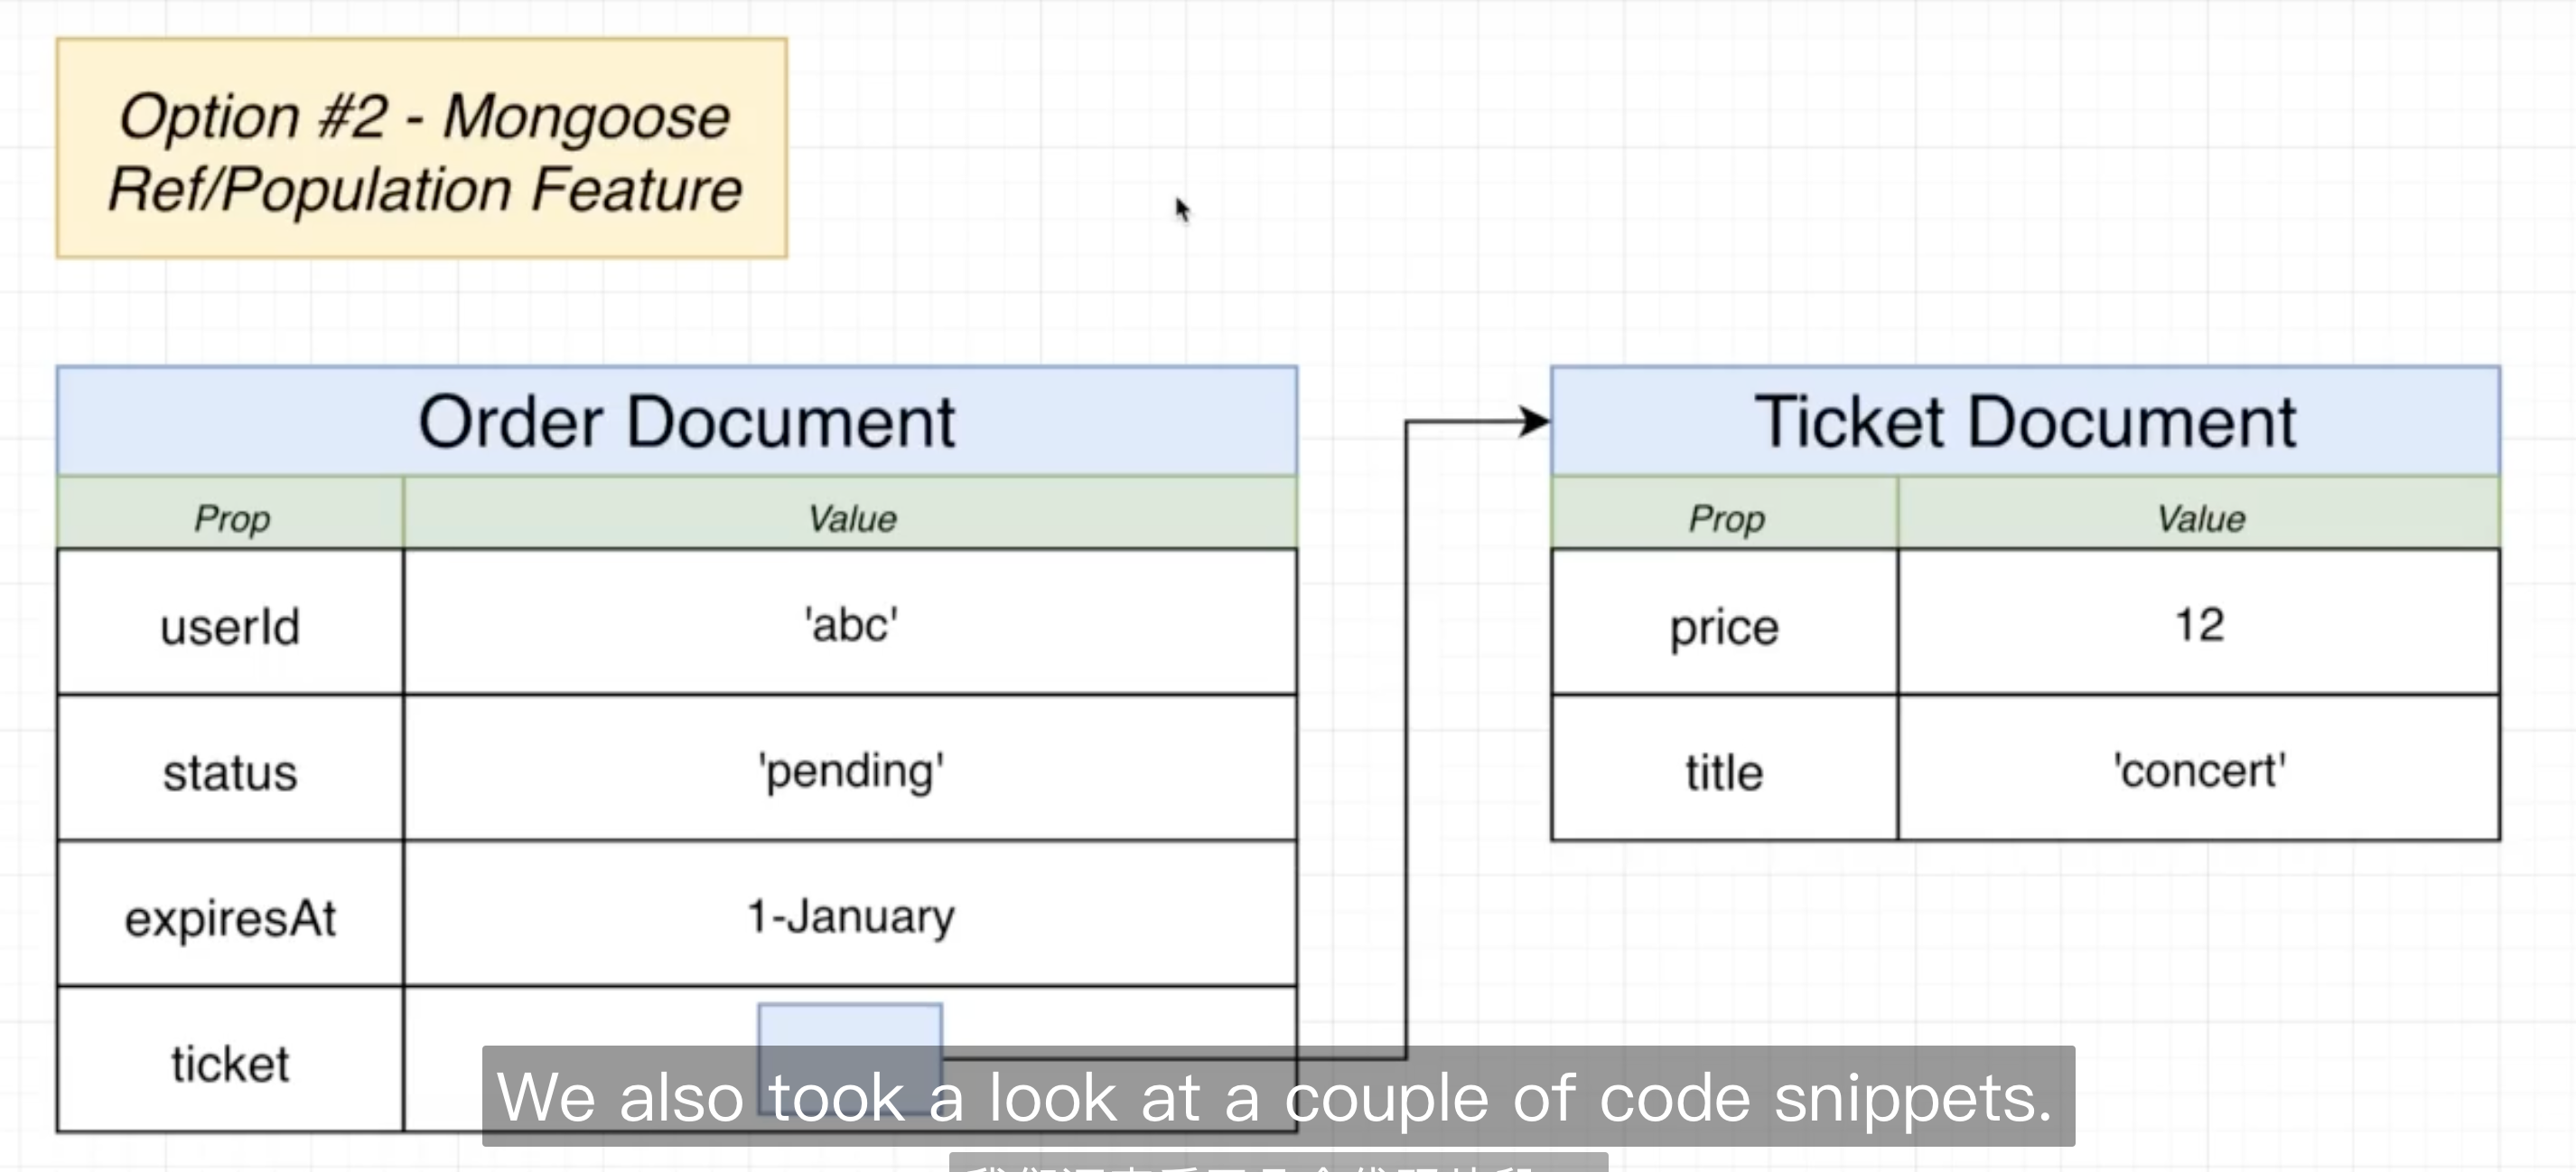 Option #2 - Mongoose
Ref/Population Feature
Order Document
Prop Value
userId 'abc'
status 'pending'
expiresAt 1-January
ticket
Ticket Document
Prop Value
price 12
title 'concert'
We also took a look at a couple of code snippets.